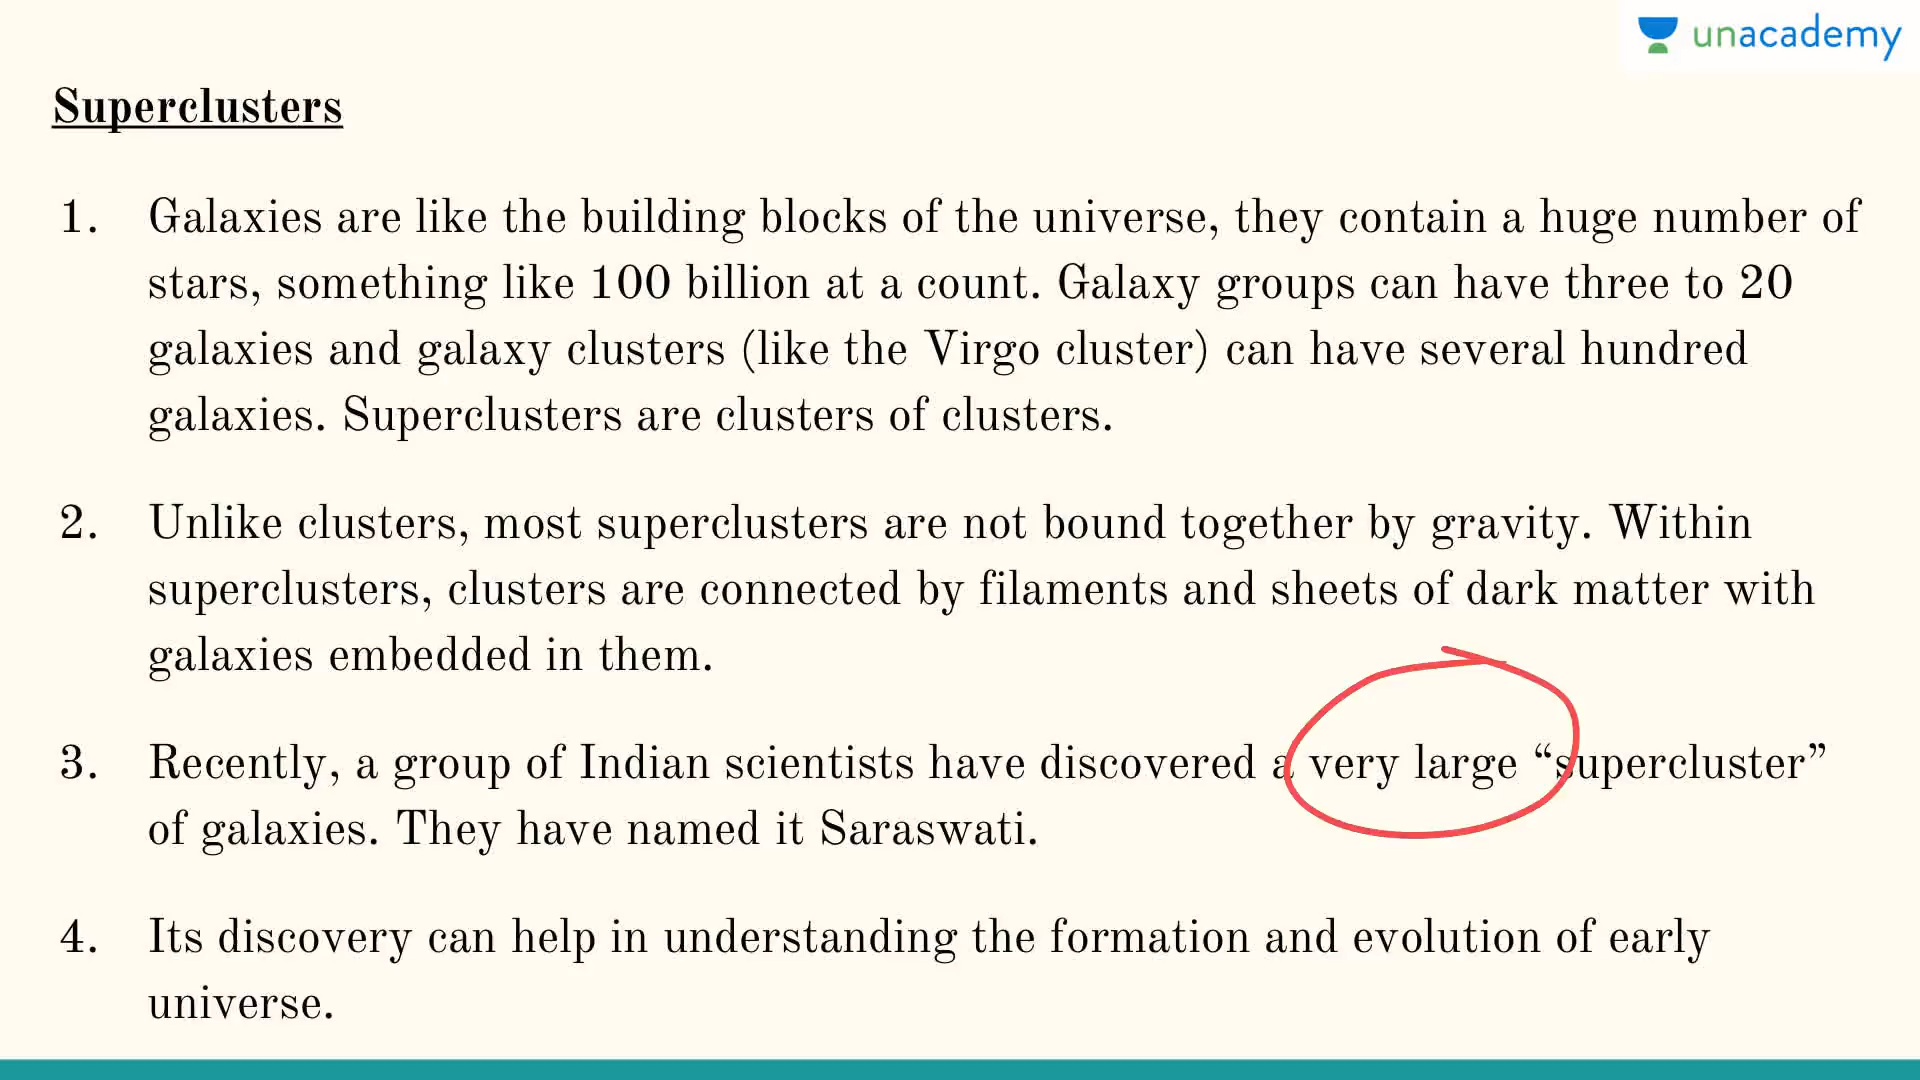 unacademy
Superclusters
1. Galaxies are like the building blocks of the universe, they contain a huge number of
stars, something like 100 billion at a count. Galaxy groups can have three to 20
galaxies and galaxy clusters (like the Virgo cluster) can have several hundred
galaxies. Superclusters are clusters of clusters.
2. Unlike clusters, most superclusters are not bound together by gravity. Within
superclusters, clusters are connected by filaments and sheets of dark matter with
galaxies embedded in them.
3. Recently, a group of Indian scientists have discovered a very large “supercluster”
of galaxies. They have named it Saraswati.
4. Its discovery can help in understanding the formation and evolution of early
universe.